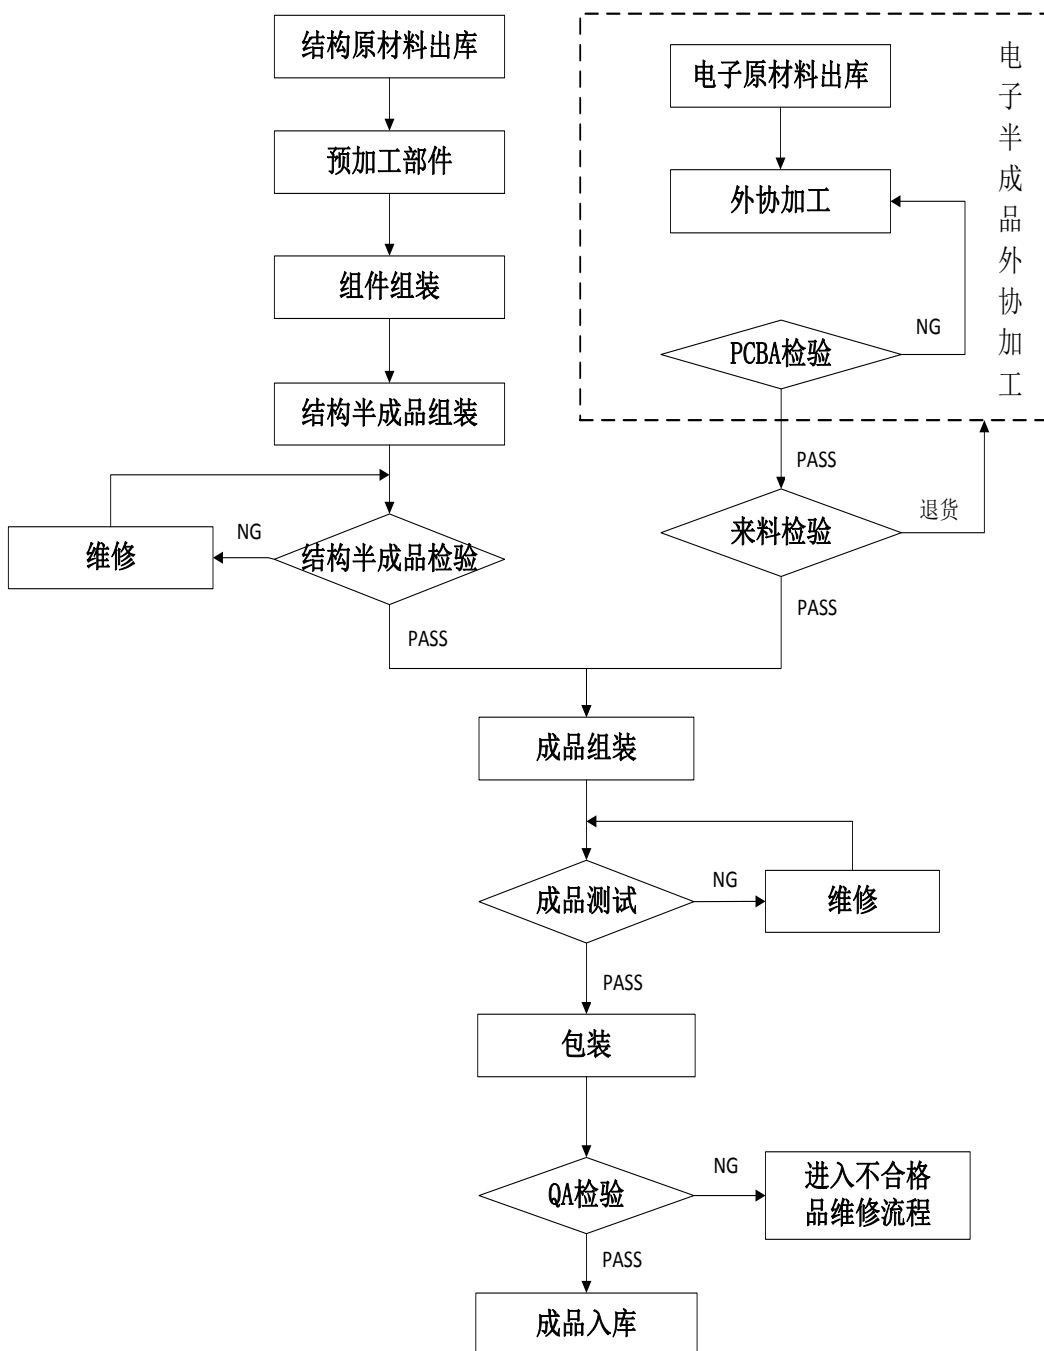 结构原材料出库
预加工部件
组件组装
结构半成品组装
NG
维修
结构半成品检验
PASS
电子半成品外协加工
电子原材料出库
外协加工
NG
PCBA检验
PASS
退货
来料检验
PASS
成品组装
成品测试
NG
维修
PASS
包装
QA检验
NG
进入不合格
品维修流程
PASS
成品入库